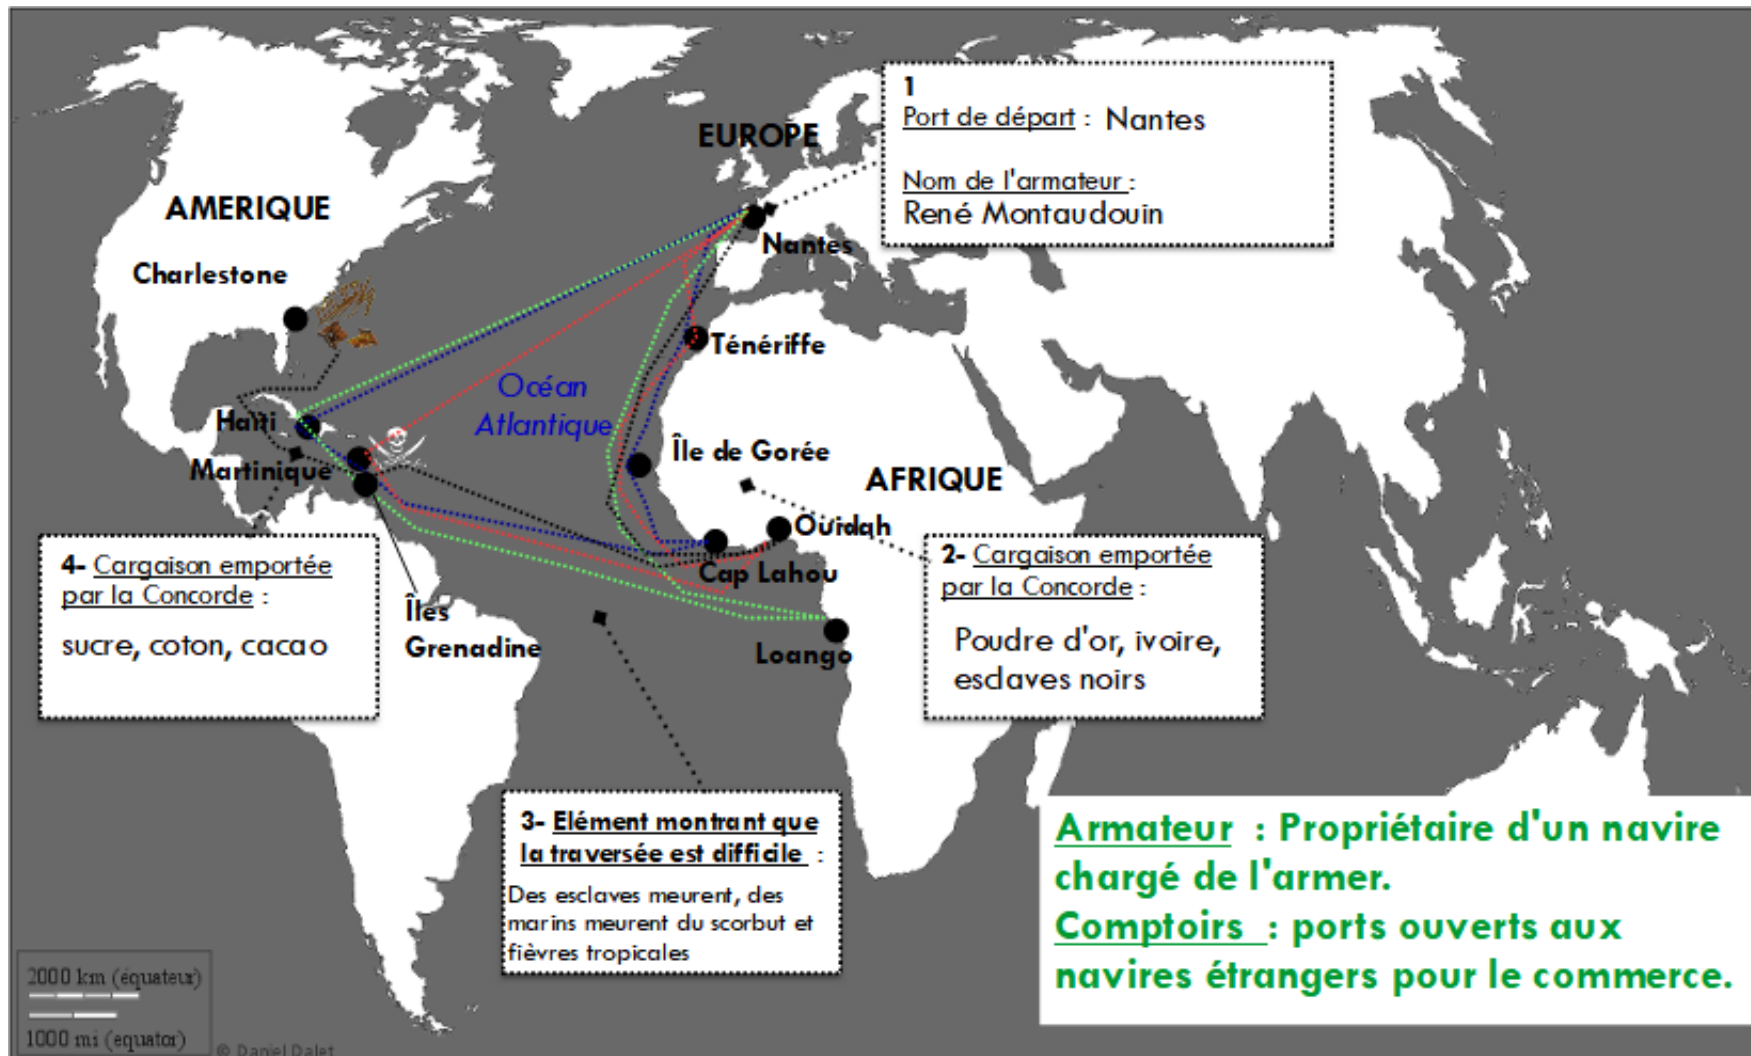 1
Port de départ : Nantes
Nom de l'armateur :
René Montaudouin
EUROPE
AMERIQUE
Nantes
Charlestone
Ténériffe
Océan
Atlantique
Haïti
Île de Gorée
Martinique
AFRIQUE
Ouidah
Cap Lahou
4- Cargaison emportée
par la Concorde :
sucre, coton, cacao
2- Cargaison emportée
par la Concorde :
Poudre d'or, ivoire,
esclaves noirs
Îles
Grenadine
Loango
3- Elément montrant que
la traversée est difficile :
Des esclaves meurent, des
marins meurent du scorbut et
fièvres tropicales
Armateur : Propriétaire d'un navire
chargé de l'armer.
Comptoirs : ports ouverts aux
navires étrangers pour le commerce.
2000 km (équateur)
1000 mi (equator)
© Daniel Dalet